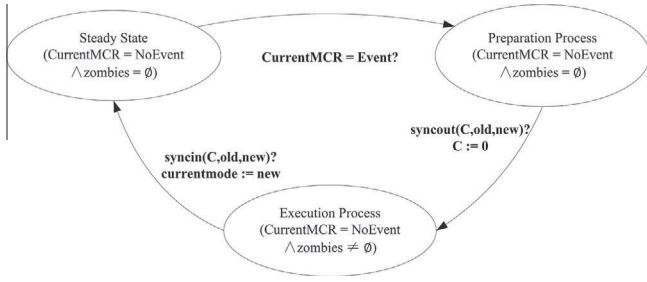 Steady State
(CurrentMCR = NoEvent
∧zombies = ∅)
CurrentMCR = Event?
Preparation Process
(CurrentMCR = NoEvent
∧zombies = ∅)
syncout(C,old,new)?
C := 0
syncin(C,old,new)?
currentmode := new
Execution Process
(CurrentMCR = NoEvent
∧zombies ≠ ∅)